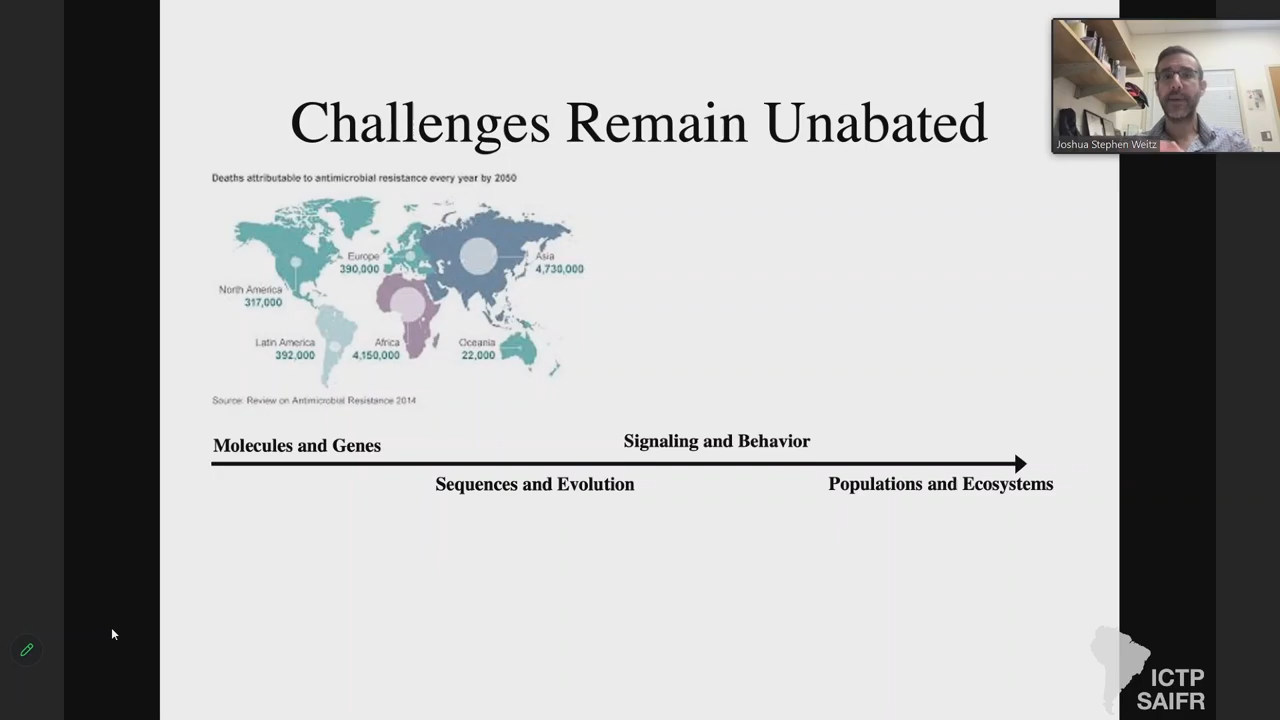 Challenges Remain Unabated
Joshua Stephen Weitz
Deaths attributable to antimicrobial resistance every year by 2050
Europe
390,000
Asia
4,730,000
North America
317,000
Latin America
392,000
Africa
4,150,000
Oceania
22,000
Source: Review on Antimicrobial Resistance 2014
Molecules and Genes
Signaling and Behavior
Sequences and Evolution
Populations and Ecosystems
ICTP
SAIFR